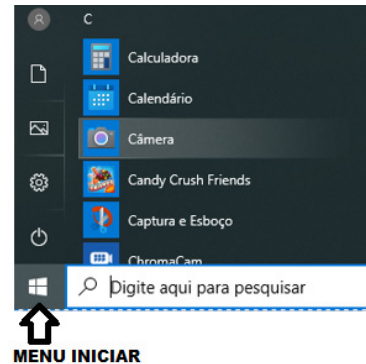 C
Calculadora
Calendário
Câmera
Candy Crush Friends
Captura e Esboço
ChromaCam
Digite aqui para pesquisar
MENU INICIAR